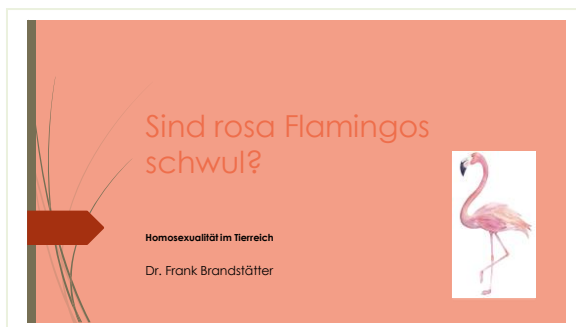 Sind rosa Flamingos
schwul?
Homosexualität im Tierreich
Dr. Frank Brandstätter